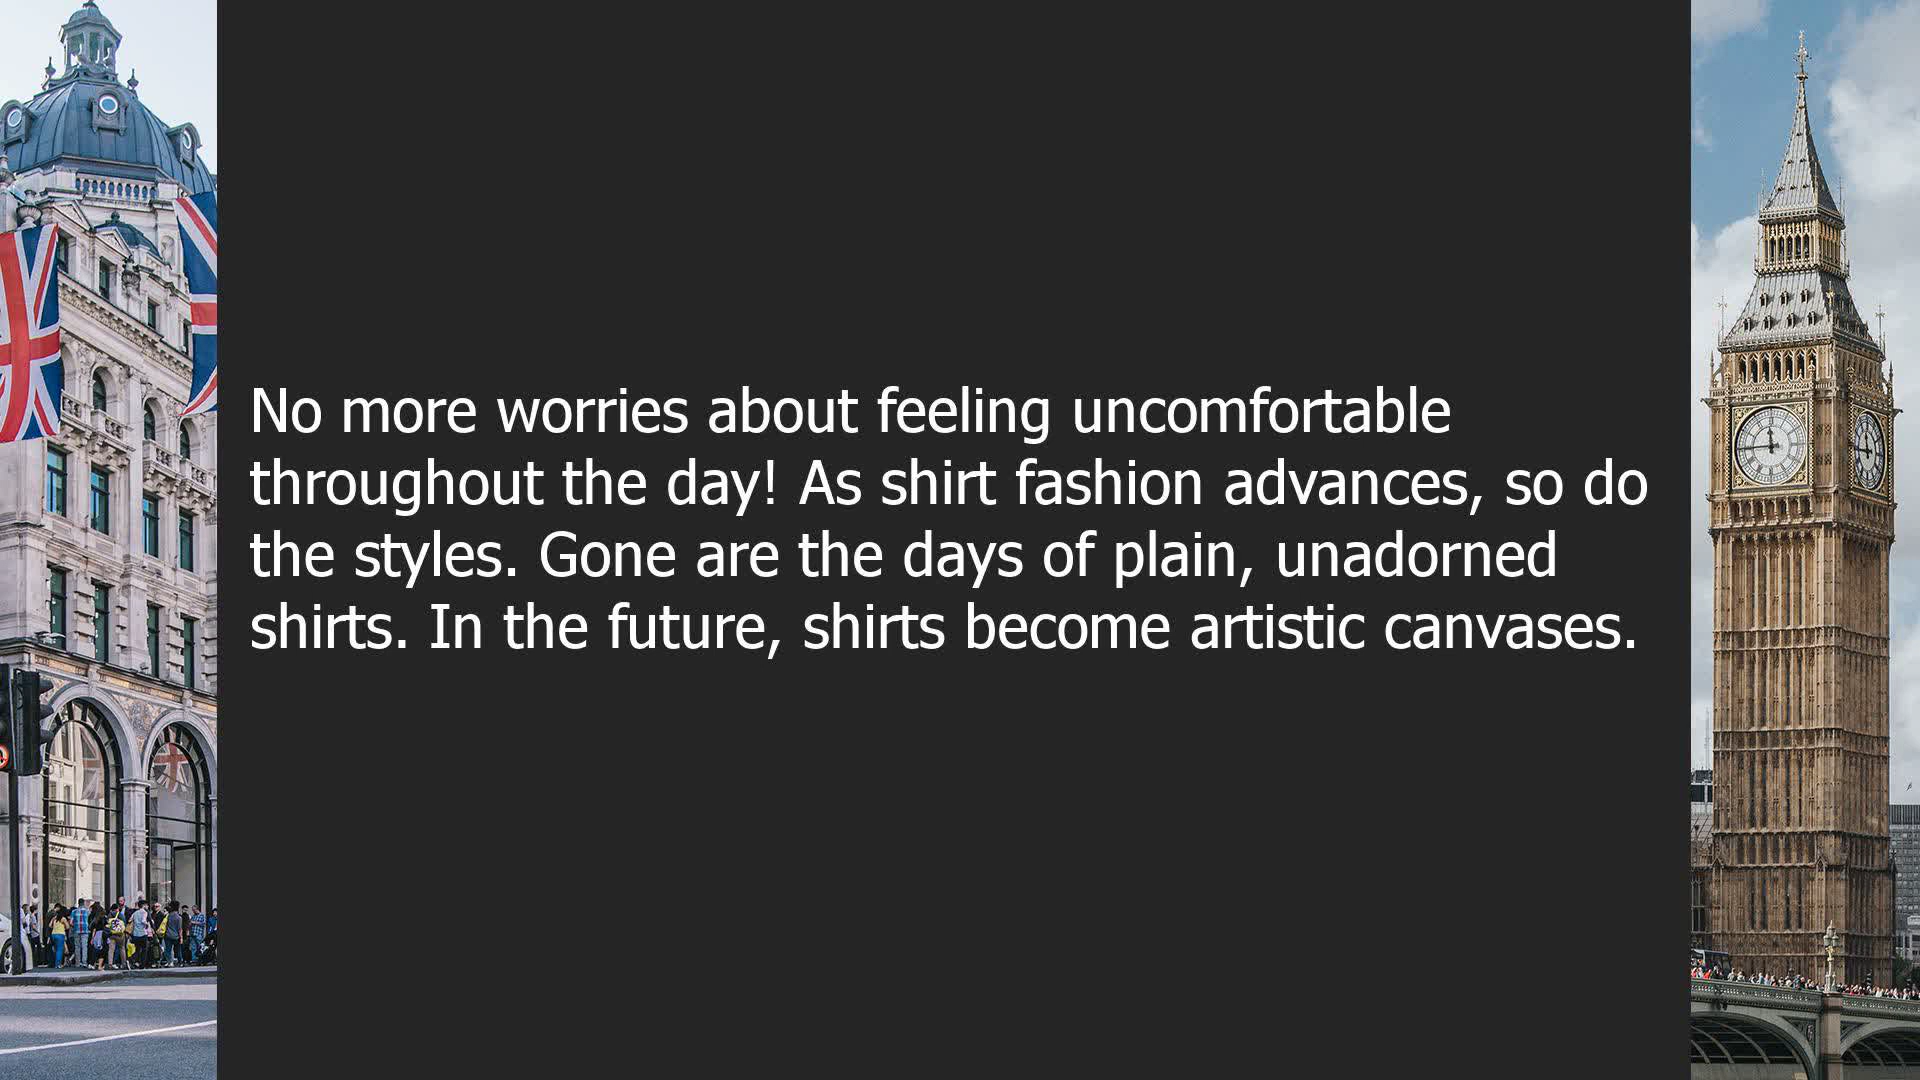 No more worries about feeling uncomfortable
throughout the day! As shirt fashion advances, so do
the styles. Gone are the days of plain, unadorned
shirts. In the future, shirts become artistic canvases.